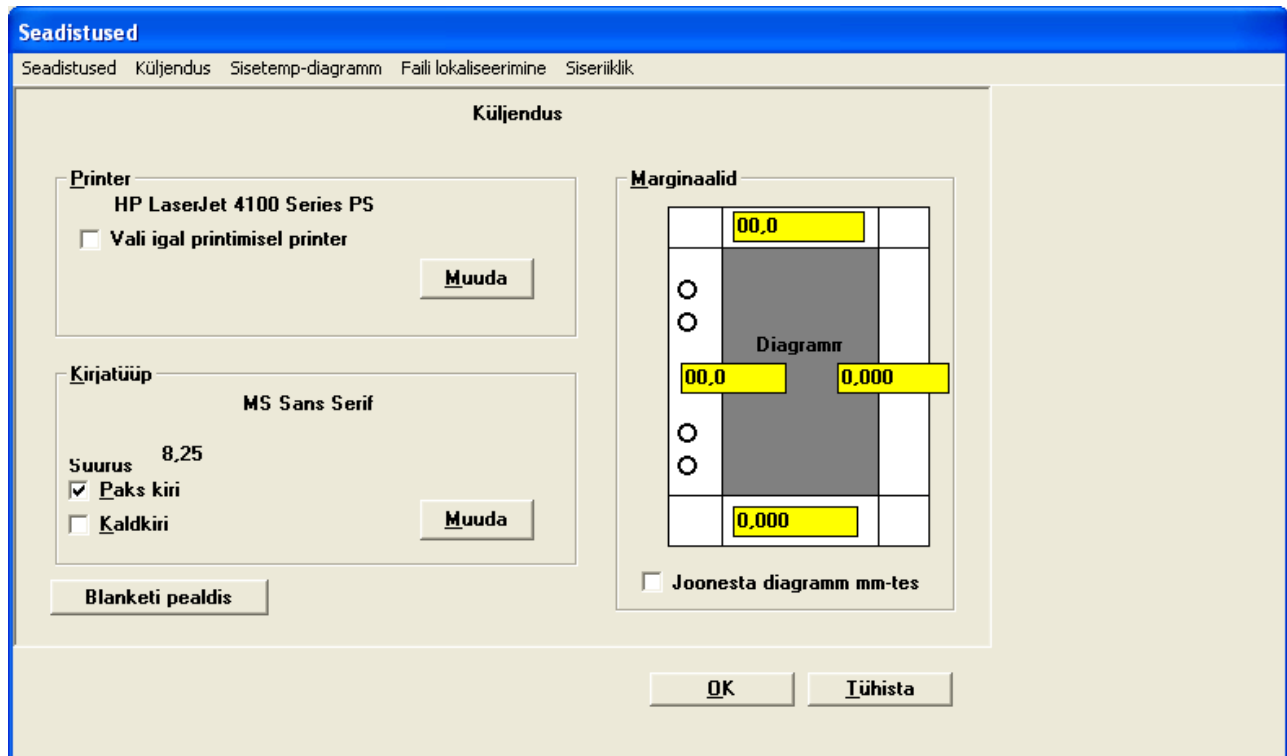 Seadistused
Seadistused Küljendus Sisetemp-diagramm Faili lokaliseerimine Siseriiklik
Küljendus
Printer
HP LaserJet 4100 Series PS
Vali igal printimisel printer
Muuda
Kirjatüüp
MS Sans Serif
Suurus 8,25
Paks kiri
Kaldkiri
Muuda
Blanketi pealdis
Marginaalid
00,0
Diagramm
00,0 0,000
0,000
Joonesta diagramm mm-tes
OK Tühista